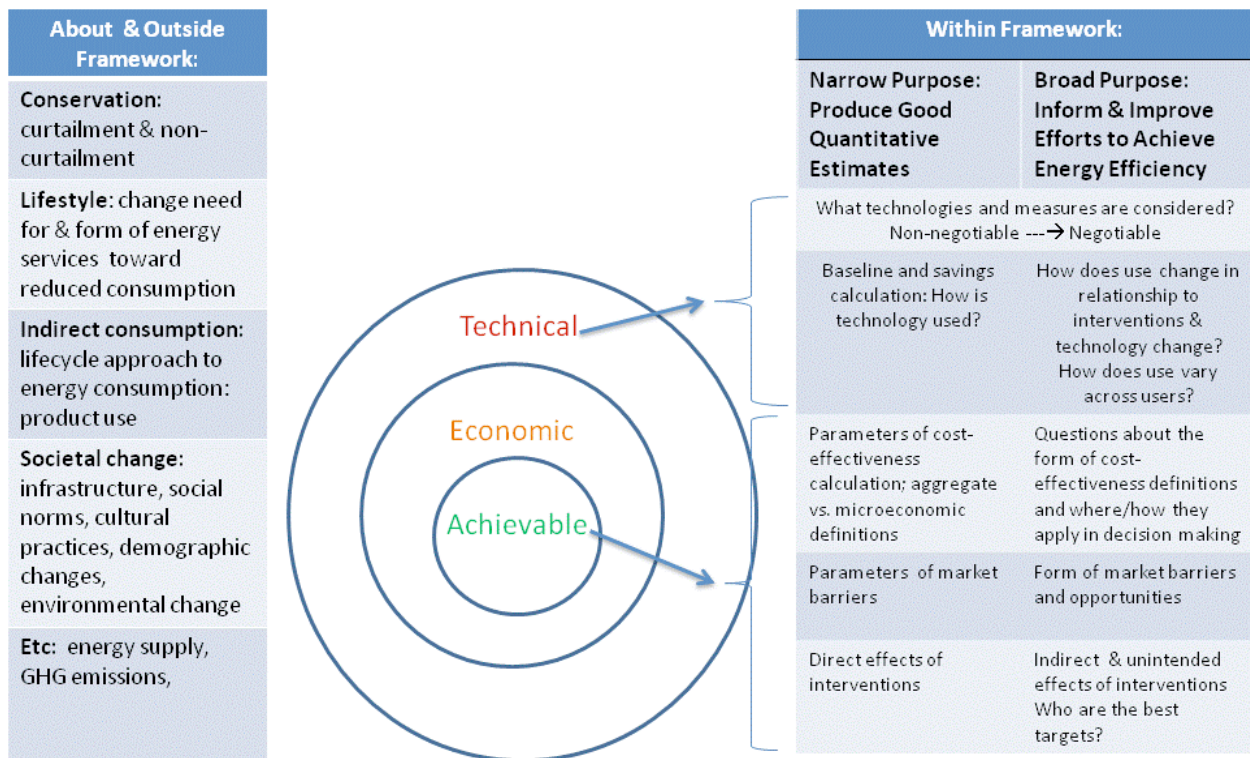 About & Outside
Framework:
Conservation:
curtailment & non-
curtailment
Lifestyle: change need
for & form of energy
services toward
reduced consumption
Indirect consumption:
lifecycle approach to
energy consumption:
product use
Societal change:
infrastructure, social
norms, cultural
practices, demographic
changes,
environmental change
Etc: energy supply,
GHG emissions,
Technical
Economic
Achievable
Within Framework:
Narrow Purpose:
Produce Good
Quantitative
Estimates
Broad Purpose:
Inform & Improve
Efforts to Achieve
Energy Efficiency
What technologies and measures are considered?
Non-negotiable ---→ Negotiable
Baseline and savings
calculation: How is
technology used?
How does use change in
relationship to
interventions &
technology change?
How does use vary
across users?
Parameters of cost-
effectiveness
calculation; aggregate
vs. microeconomic
definitions
Questions about the
form of cost-
effectiveness definitions
and where/how they
apply in decision making
Parameters of market
barriers
Form of market barriers
and opportunities
Direct effects of
interventions
Indirect & unintended
effects of interventions
Who are the best
targets?